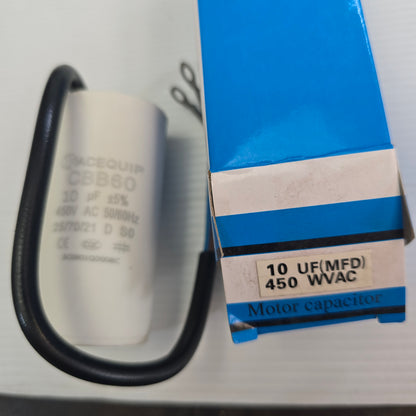 ACEQUIP
CBB60
10 µF ±5%
450V AC 50/60Hz
25/70/21 D S0
CE
10 UF(MFD)
450 WVAC
Motor capacitor